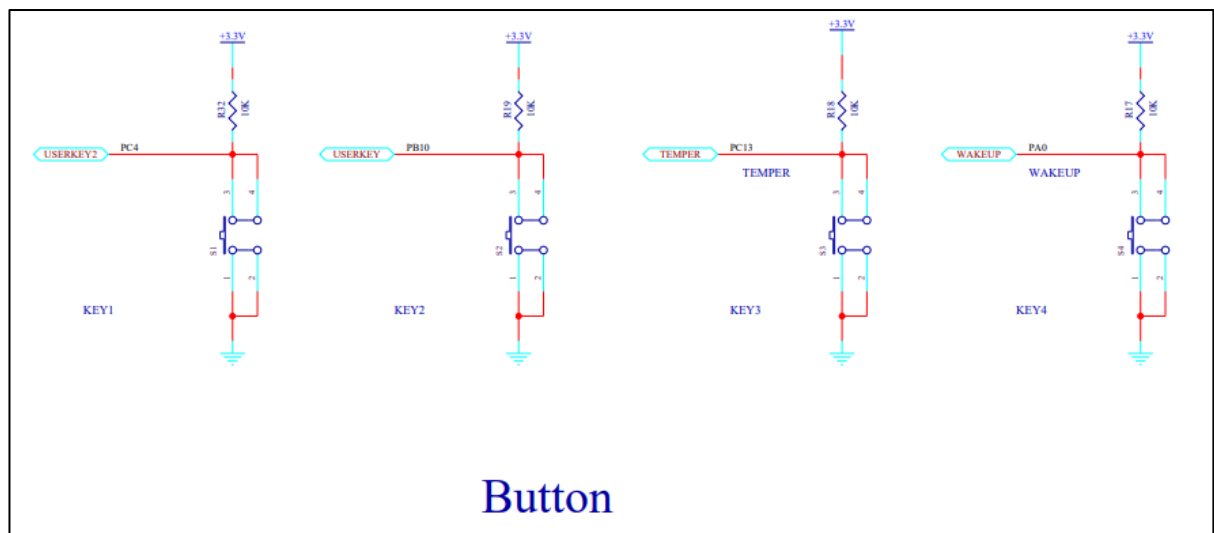 +3.3V
+3.3V
+3.3V
+3.3V
R32
10K
R19
10K
R18
10K
R17
10K
USERKEY2
PC4
USERKEY
PB10
TEMPER
PC13
TEMPER
WAKEUP
PA0
WAKEUP
3
4
3
4
3
4
3
4
S1
S2
S3
S4
1
2
1
2
1
2
1
2
KEY1
KEY2
KEY3
KEY4
Button